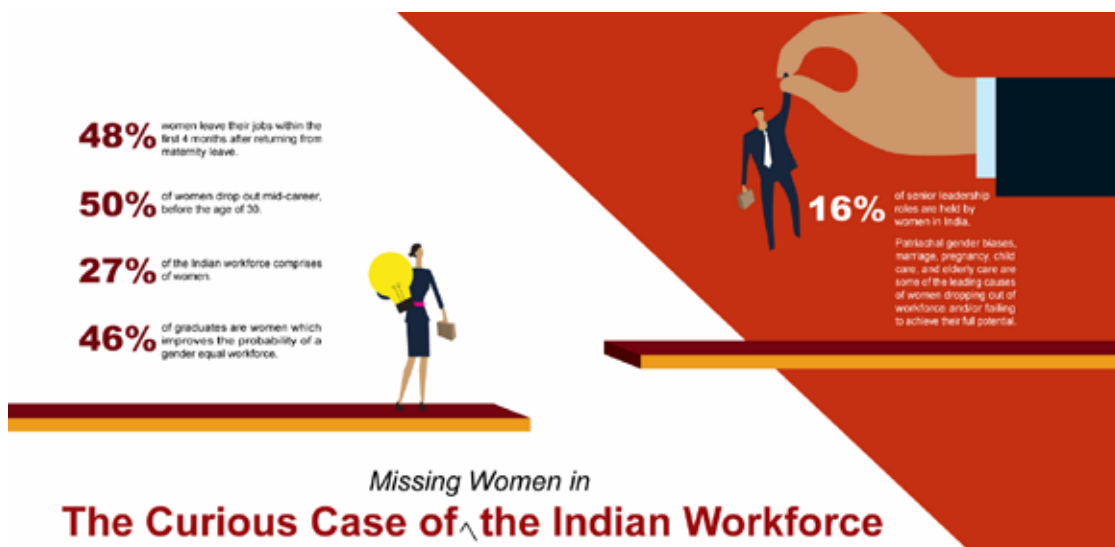 48%
women leave their jobs within the
first 4 months after returning from
maternity leave.
50%
of women drop out mid-career,
before the age of 30.
27%
of the Indian workforce comprises
of women.
46%
of graduates are women which
improves the probability of a
gender equal workforce.
16%
of senior leadership
roles are held by
women in India.
Patriachal gender biases,
marriage, pregnancy, child
care, and elderly care are
some of the leading causes
of women dropping out of
workforce and/or failing
to achieve their full potential.
Missing Women in
The Curious Case of ^ the Indian Workforce